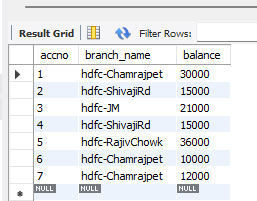 Result Grid Filter Rows:
accno branch_name balance
1 hdfc-Chamrajpet 30000
2 hdfc-ShivajiRd 15000
3 hdfc-JM 21000
4 hdfc-ShivajiRd 15000
5 hdfc-RajivChowk 36000
6 hdfc-Chamrajpet 10000
7 hdfc-Chamrajpet 12000
NULL NULL NULL